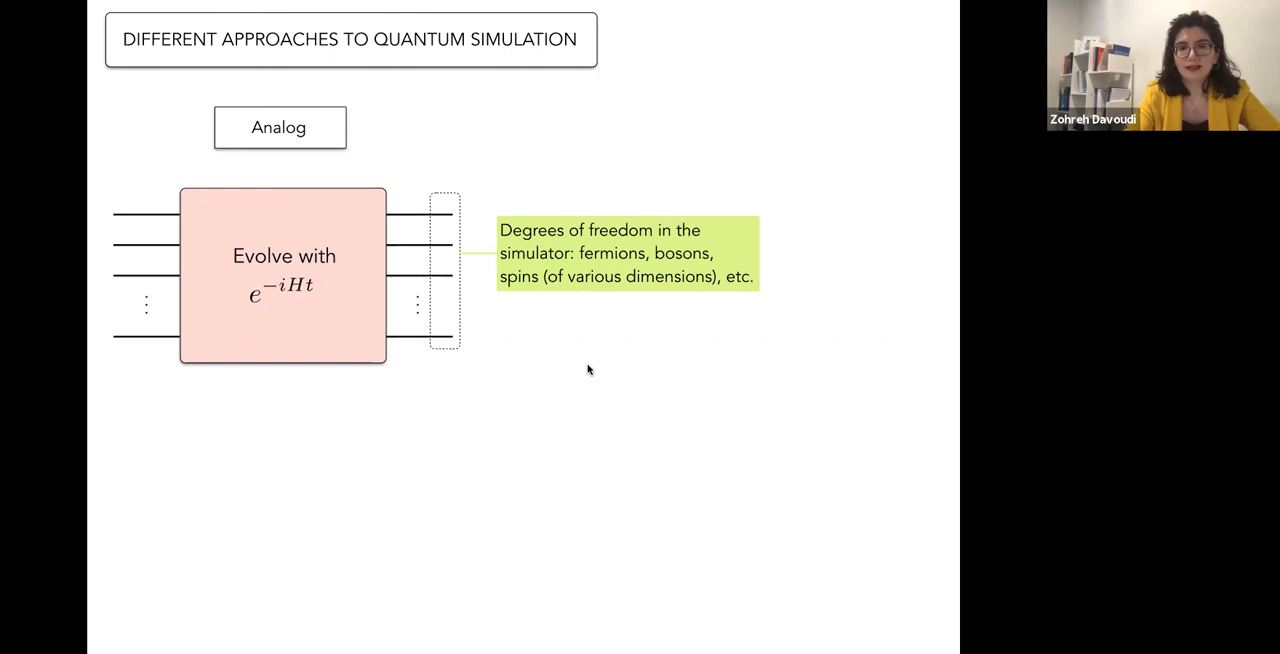 DIFFERENT APPROACHES TO QUANTUM SIMULATION
Analog
Evolve with
e^{-iHt}
Degrees of freedom in the
simulator: fermions, bosons,
spins (of various dimensions), etc.
Zohreh Davoudi